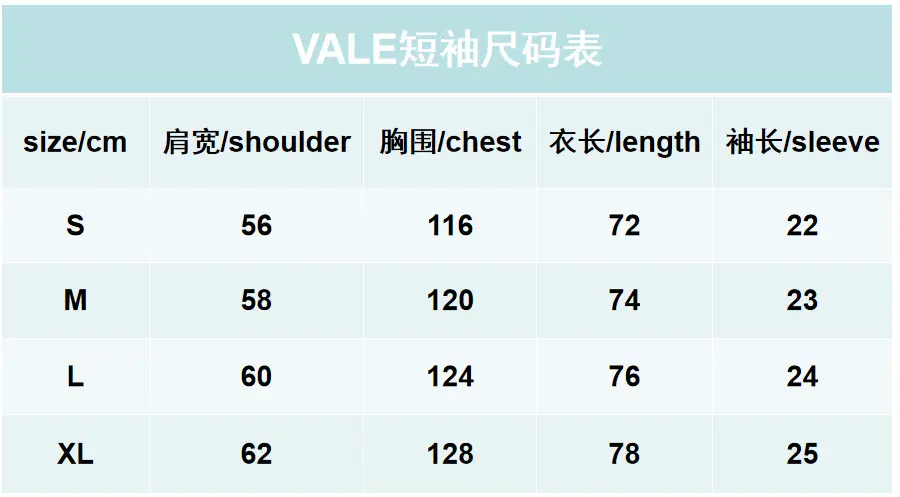 VALE短袖尺码表
size/cm 肩宽/shoulder 胸围/chest 衣长/length 袖长/sleeve
S 56 116 72 22
M 58 120 74 23
L 60 124 76 24
XL 62 128 78 25